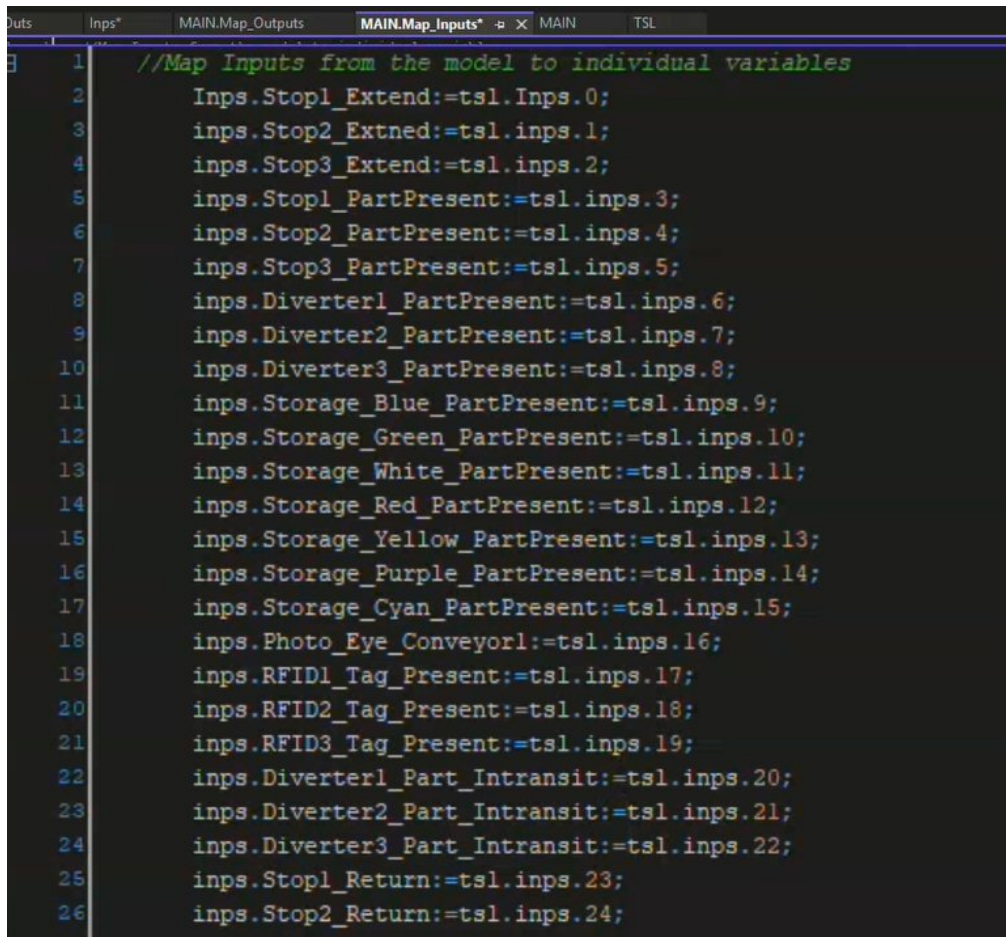 Outs Inps* MAIN.Map_Outputs MAIN.Map_Inputs* MAIN TSL
1 //Map Inputs from the model to individual variables
2 Inps.Stop1_Extend:=tsl.Inps.0;
3 inps.Stop2_Extned:=tsl.inps.1;
4 inps.Stop3_Extend:=tsl.inps.2;
5 inps.Stop1_PartPresent:=tsl.inps.3;
6 inps.Stop2_PartPresent:=tsl.inps.4;
7 inps.Stop3_PartPresent:=tsl.inps.5;
8 inps.Diverter1_PartPresent:=tsl.inps.6;
9 inps.Diverter2_PartPresent:=tsl.inps.7;
10 inps.Diverter3_PartPresent:=tsl.inps.8;
11 inps.Storage_Blue_PartPresent:=tsl.inps.9;
12 inps.Storage_Green_PartPresent:=tsl.inps.10;
13 inps.Storage_White_PartPresent:=tsl.inps.11;
14 inps.Storage_Red_PartPresent:=tsl.inps.12;
15 inps.Storage_Yellow_PartPresent:=tsl.inps.13;
16 inps.Storage_Purple_PartPresent:=tsl.inps.14;
17 inps.Storage_Cyan_PartPresent:=tsl.inps.15;
18 inps.Photo_Eye_Conveyor1:=tsl.inps.16;
19 inps.RFID1_Tag_Present:=tsl.inps.17;
20 inps.RFID2_Tag_Present:=tsl.inps.18;
21 inps.RFID3_Tag_Present:=tsl.inps.19;
22 inps.Diverter1_Part_Intransit:=tsl.inps.20;
23 inps.Diverter2_Part_Intransit:=tsl.inps.21;
24 inps.Diverter3_Part_Intransit:=tsl.inps.22;
25 inps.Stop1_Return:=tsl.inps.23;
26 inps.Stop2_Return:=tsl.inps.24;